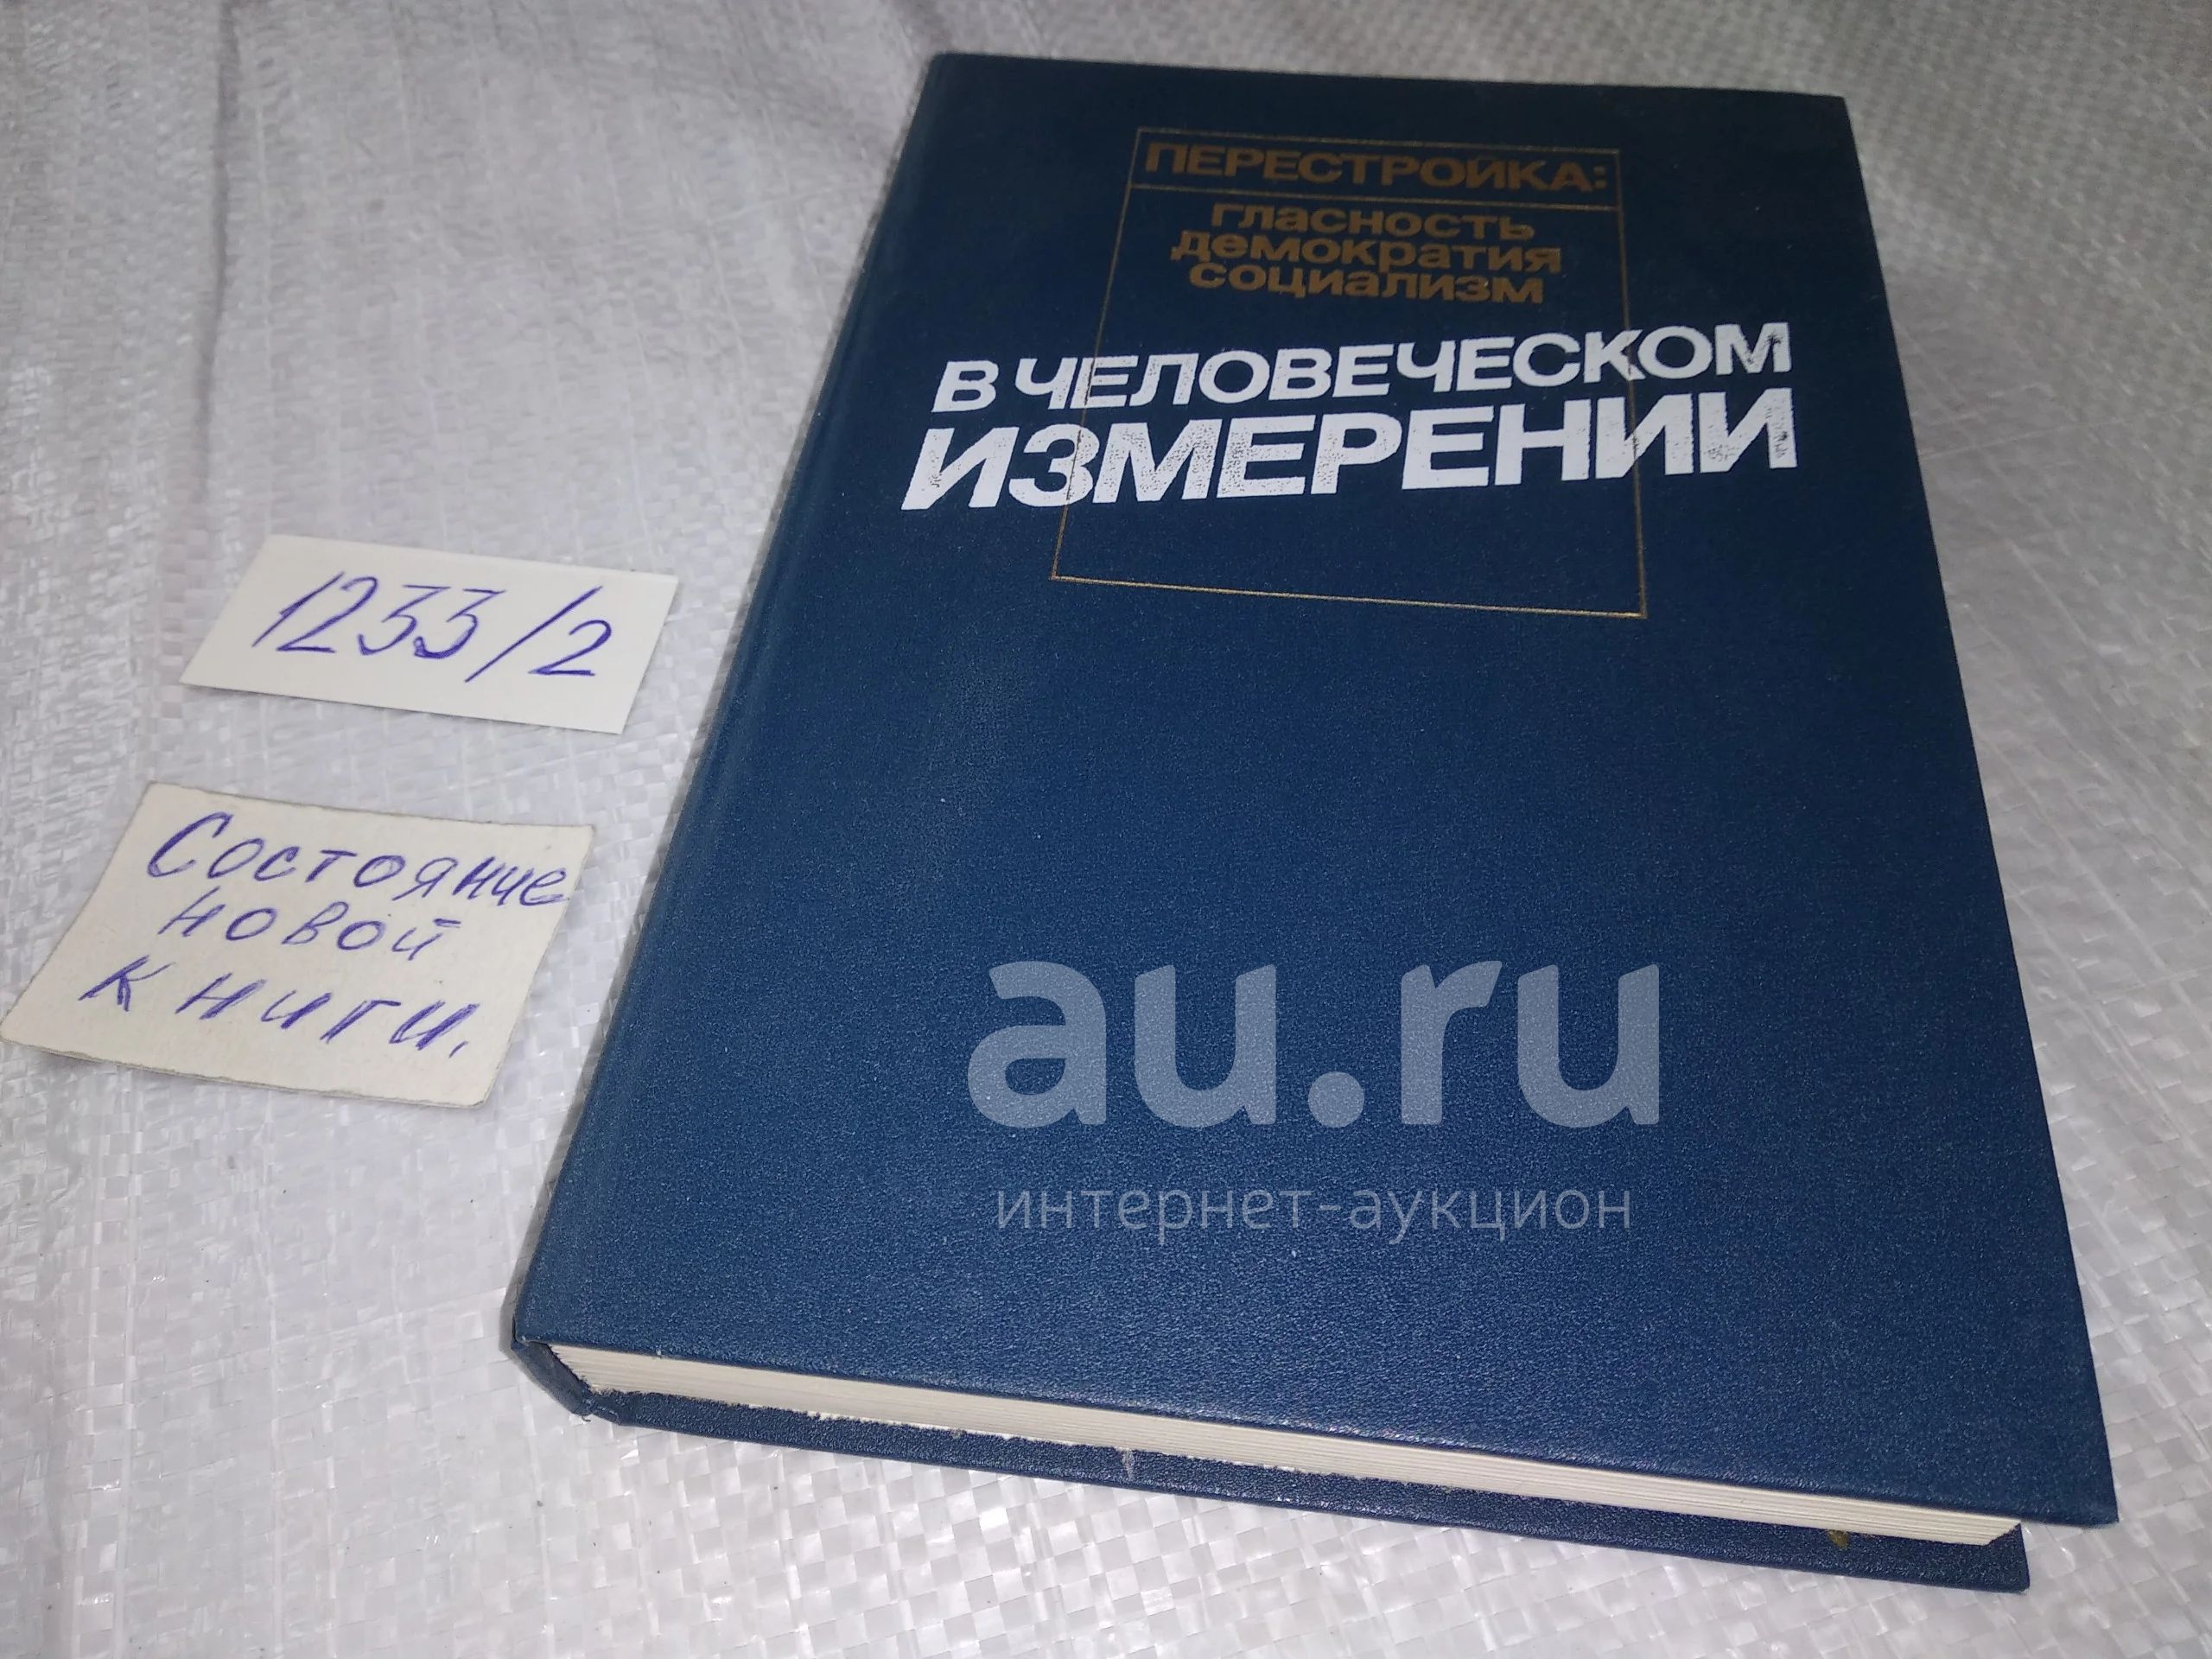 ПЕРЕСТРОЙКА:
гласность
демократия
социализм
В ЧЕЛОВЕЧЕСКОМ
ИЗМЕРЕНИИ
1233/2
Состояние
новой
книги.
au.ru
интернет-аукцион